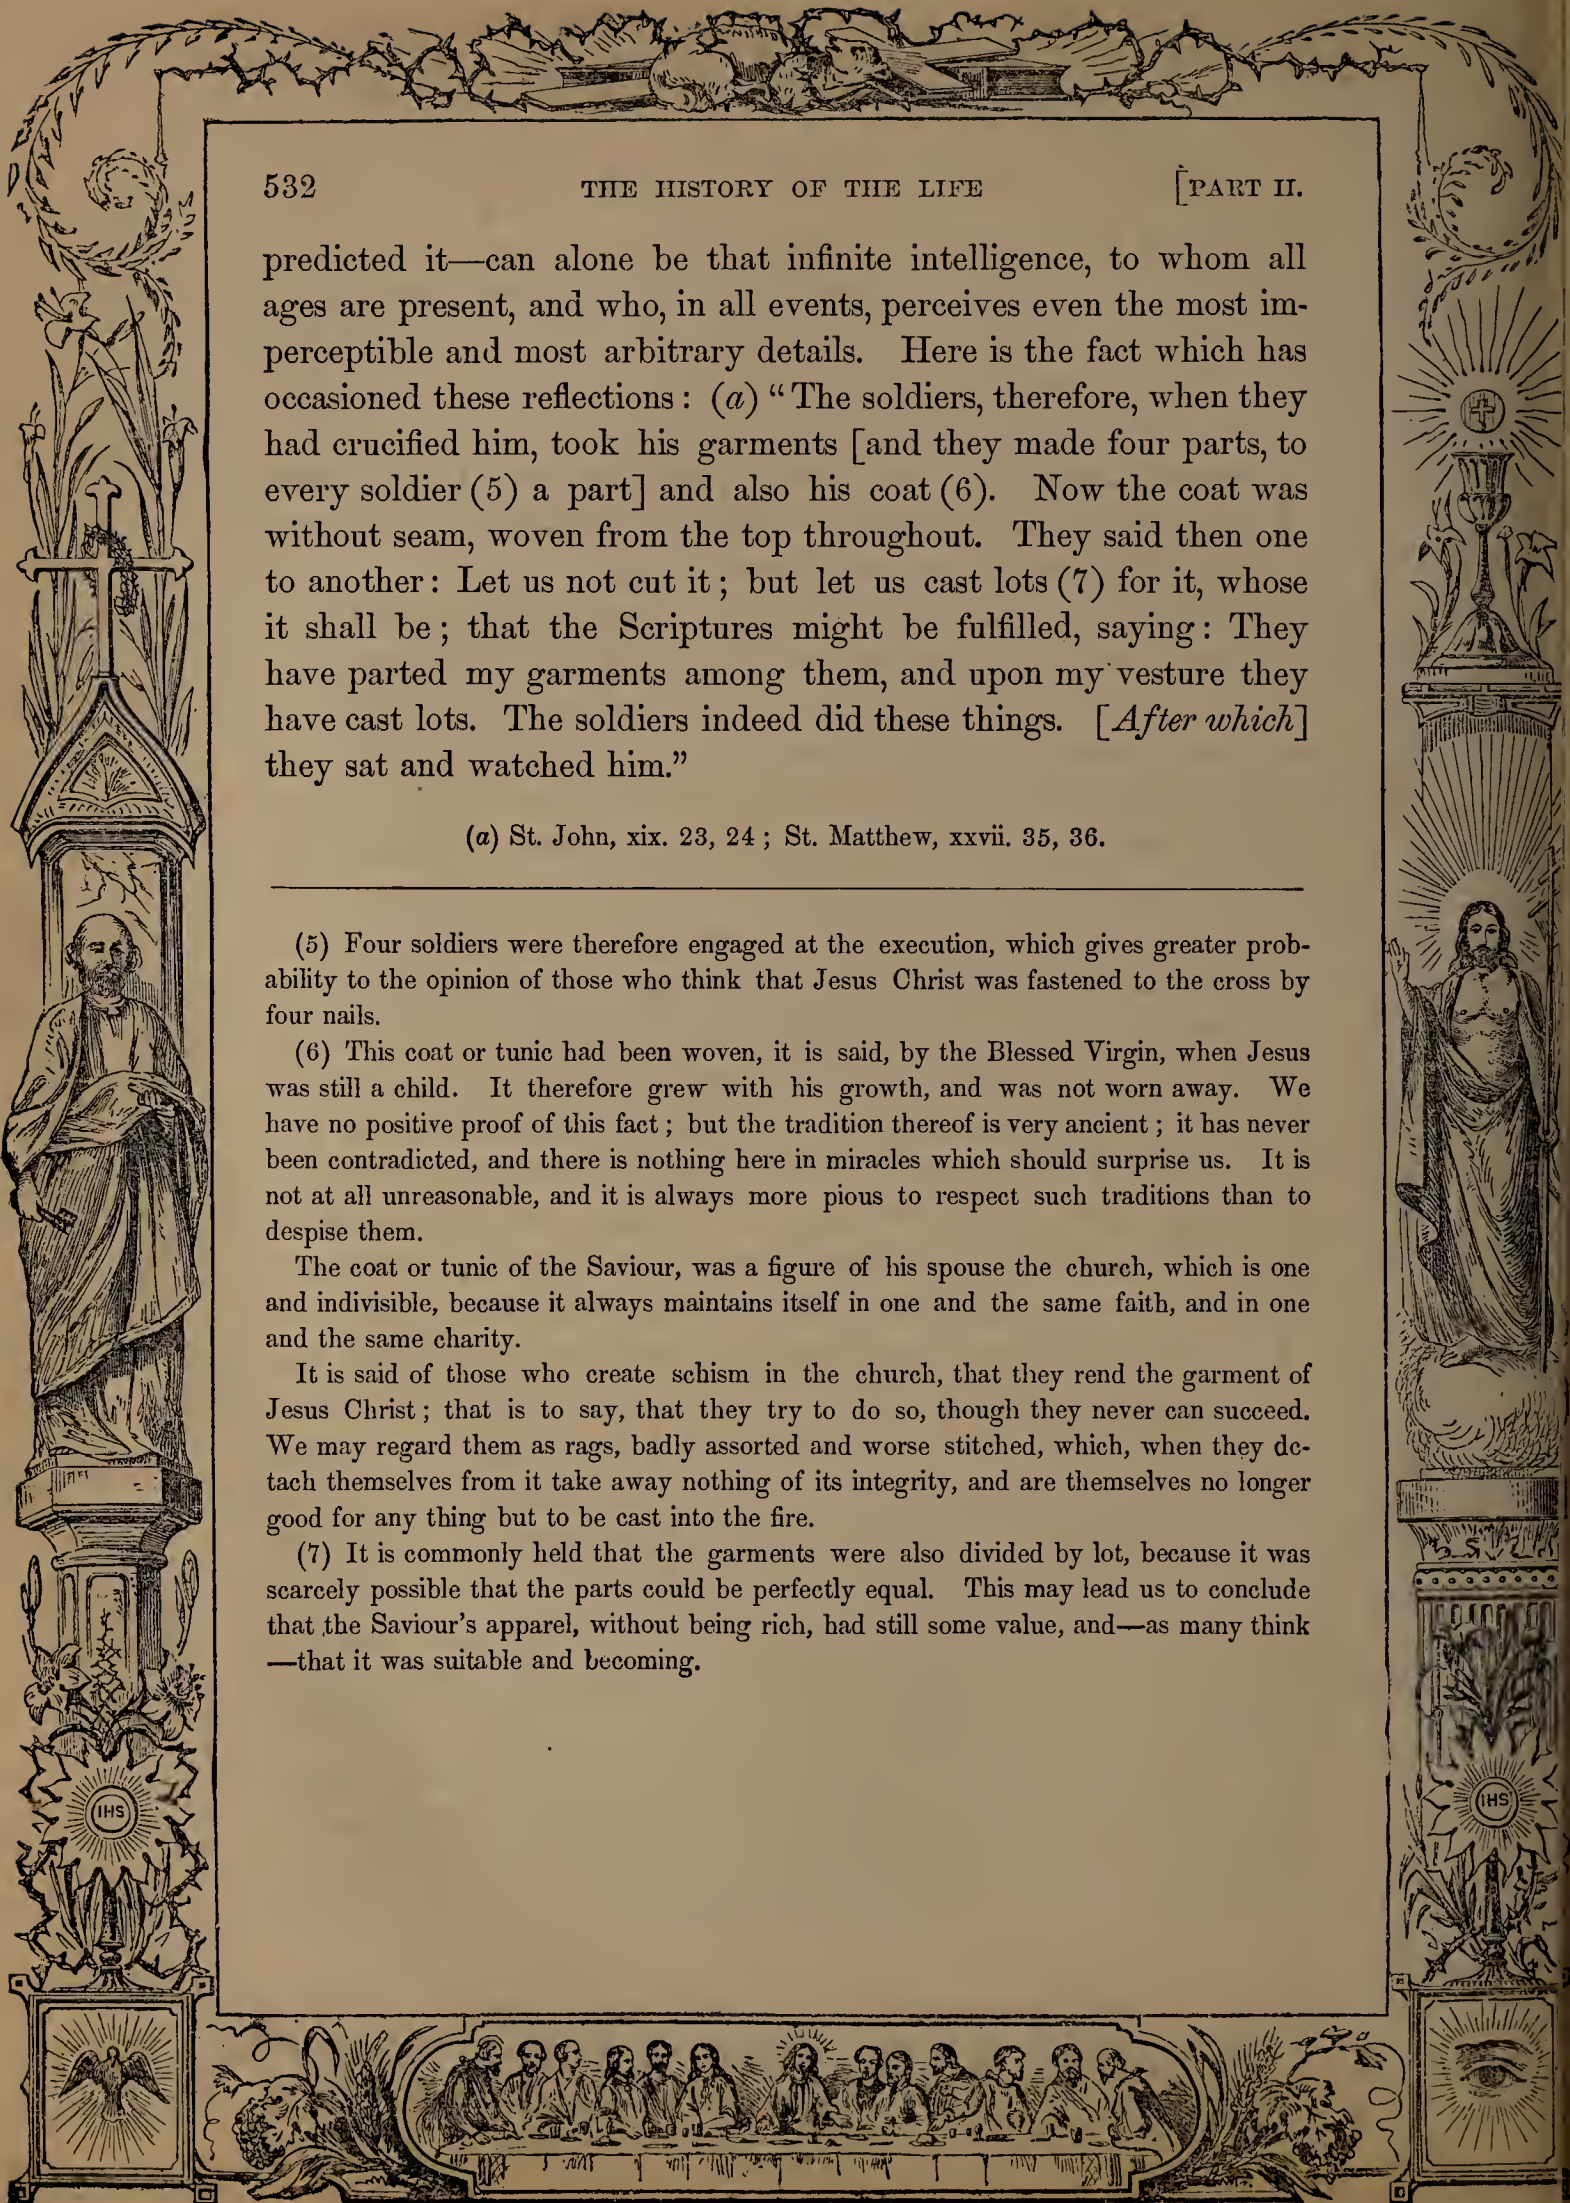 532 THE HISTORY OF THE LIFE [PART II.
predicted it—can alone be that infinite intelligence, to whom all
ages are present, and who, in all events, perceives even the most im-
perceptible and most arbitrary details. Here is the fact which has
occasioned these reflections : (a) “ The soldiers, therefore, when they
had crucified him, took his garments [and they made four parts, to
every soldier (5) a part] and also his coat (6). Now the coat was
without seam, woven from the top throughout. They said then one
to another : Let us not cut it ; but let us cast lots (7) for it, whose
it shall be ; that the Scriptures might be fulfilled, saying : They
have parted my garments among them, and upon my vesture they
have cast lots. The soldiers indeed did these things. [After which]
they sat and watched him.”
(a) St. John, xix. 23, 24 ; St. Matthew, xxvii. 35, 36.
(5) Four soldiers were therefore engaged at the execution, which gives greater prob-
ability to the opinion of those who think that Jesus Christ was fastened to the cross by
four nails.
(6) This coat or tunic had been woven, it is said, by the Blessed Virgin, when Jesus
was still a child. It therefore grew with his growth, and was not worn away. We
have no positive proof of this fact ; but the tradition thereof is very ancient ; it has never
been contradicted, and there is nothing here in miracles which should surprise us. It is
not at all unreasonable, and it is always more pious to respect such traditions than to
despise them.
The coat or tunic of the Saviour, was a figure of his spouse the church, which is one
and indivisible, because it always maintains itself in one and the same faith, and in one
and the same charity.
It is said of those who create schism in the church, that they rend the garment of
Jesus Christ ; that is to say, that they try to do so, though they never can succeed.
We may regard them as rags, badly assorted and worse stitched, which, when they de-
tach themselves from it take away nothing of its integrity, and are themselves no longer
good for any thing but to be cast into the fire.
(7) It is commonly held that the garments were also divided by lot, because it was
scarcely possible that the parts could be perfectly equal. This may lead us to conclude
that the Saviour’s apparel, without being rich, had still some value, and—as many think
—that it was suitable and becoming.
IHS
IHS